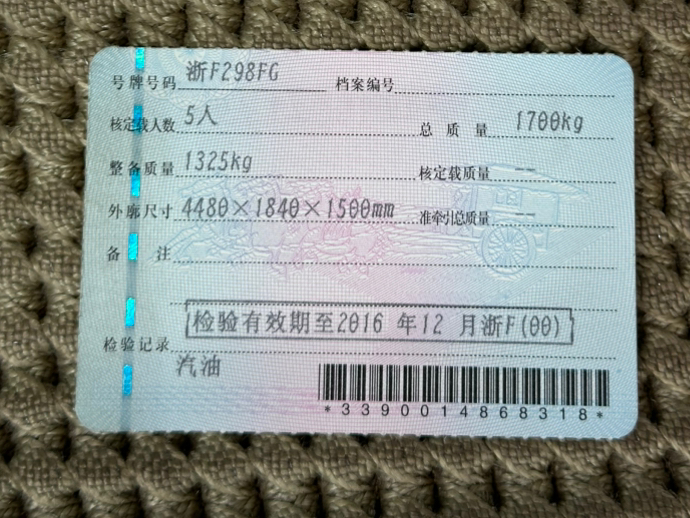 号牌号码 浙F298FG 档案编号
核定载人数 5人 总质量 1700kg
整备质量 1325kg 核定载质量 --
外廓尺寸 4480×1840×1500mm 准牵引总质量 --
备注
检验有效期至2016 年12 月浙F(00)
检验记录
汽油
*3390014868318*